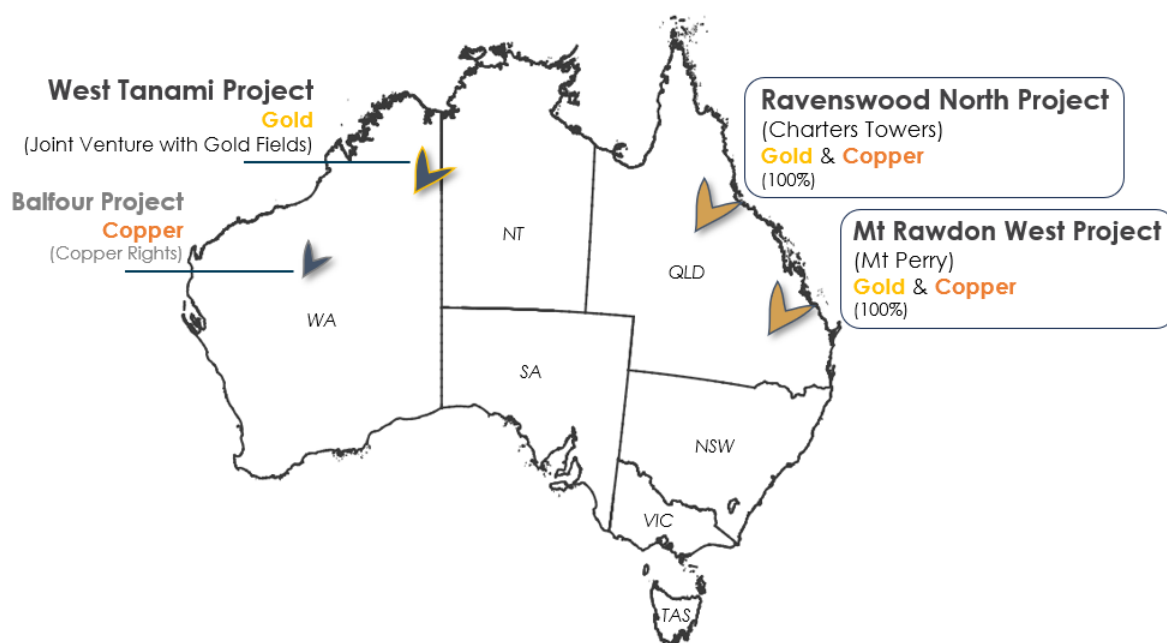 West Tanami Project
Gold
(Joint Venture with Gold Fields)
Balfour Project
Copper
(Copper Rights)
Ravenswood North Project
(Charters Towers)
Gold & Copper
(100%)
Mt Rawdon West Project
(Mt Perry)
Gold & Copper
(100%)
NT
QLD
WA
SA
NSW
VIC
TAS